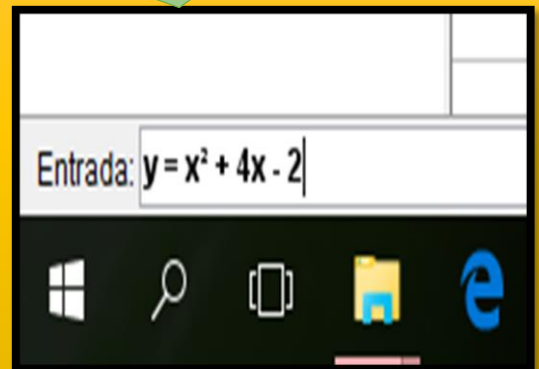 Entrada: y = x² + 4x - 2